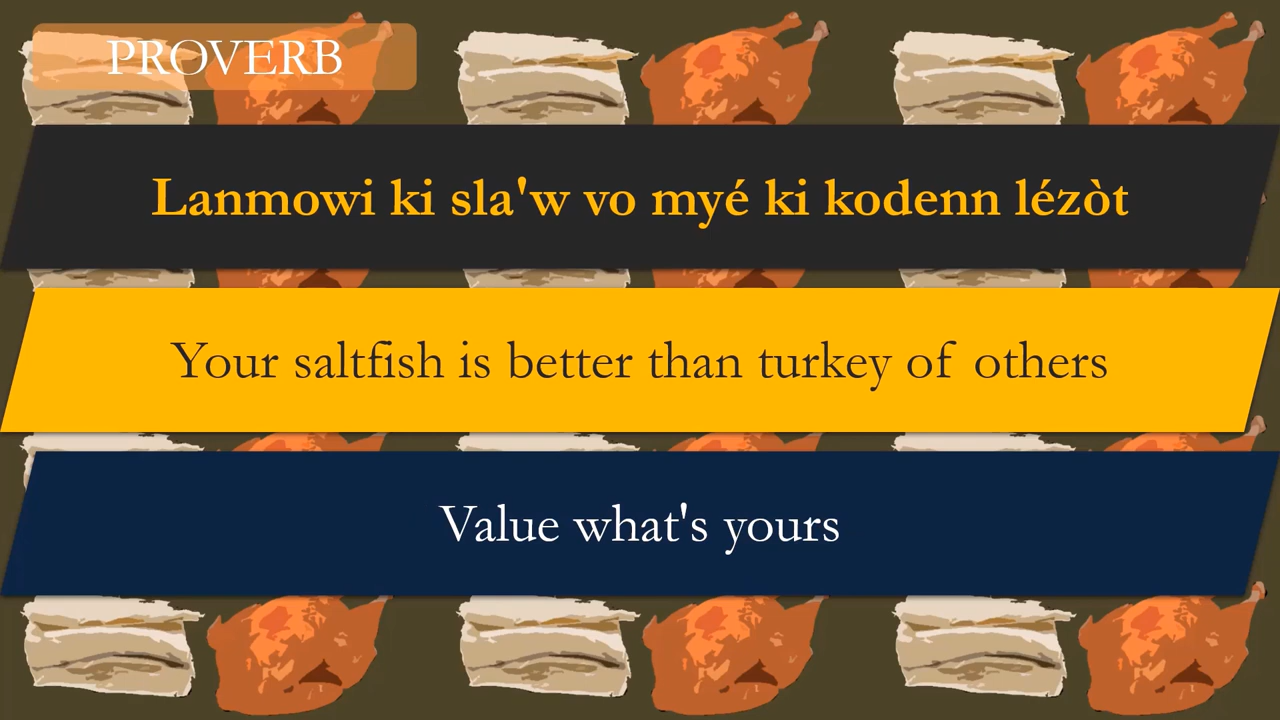 PROVERB
Lanmowi ki sla'w vo myé ki kodenn lézòt
Your saltfish is better than turkey of others
Value what's yours